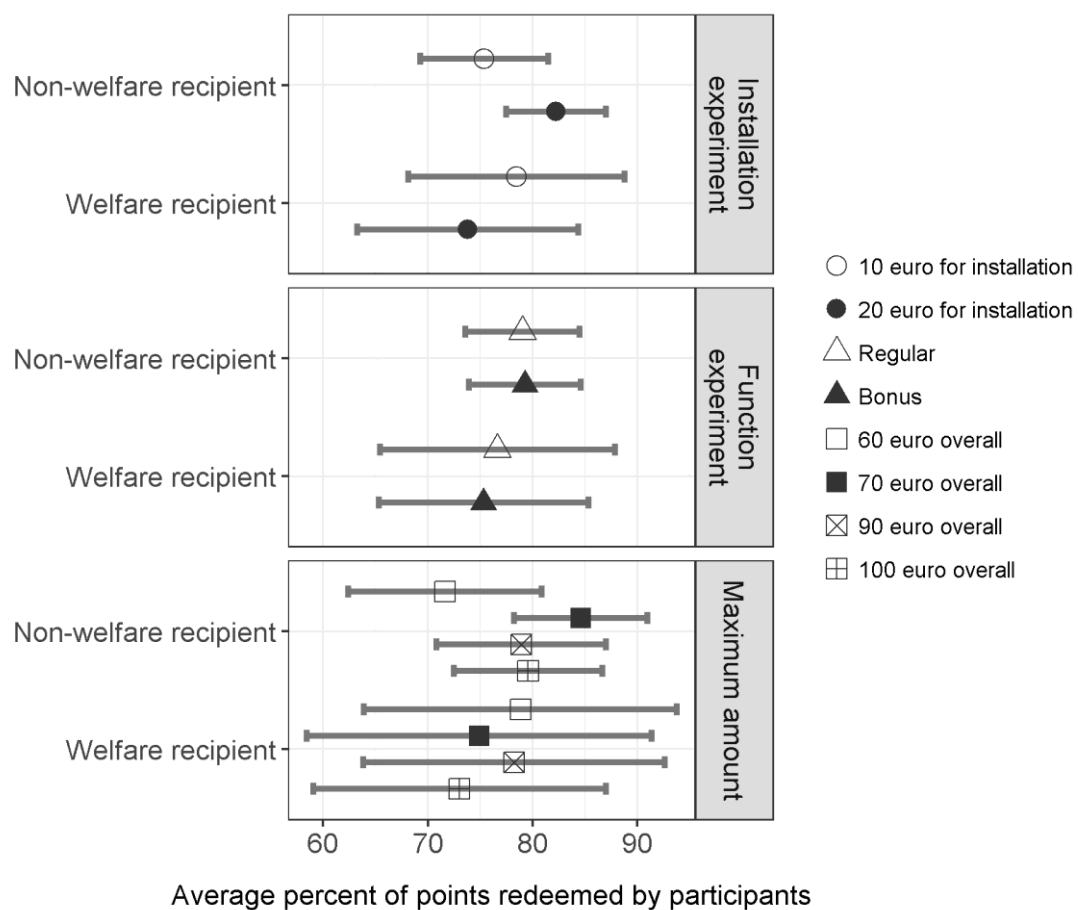 Non-welfare recipient
Welfare recipient
Installation
experiment
Non-welfare recipient
Welfare recipient
Function
experiment
Non-welfare recipient
Welfare recipient
Maximum amount
60
70
80
90
Average percent of points redeemed by participants
10 euro for installation
20 euro for installation
Regular
Bonus
60 euro overall
70 euro overall
90 euro overall
100 euro overall